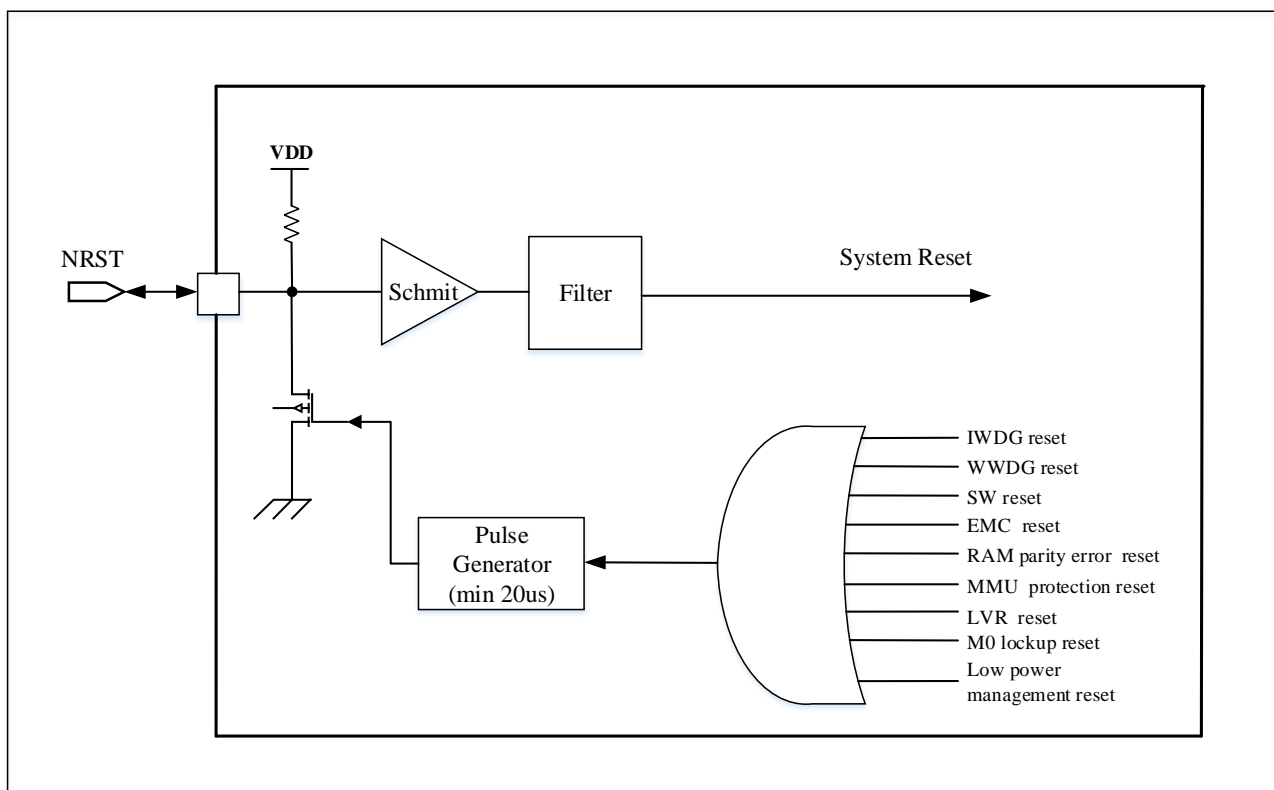 VDD
NRST
Schmit
Filter
System Reset
Pulse
Generator
(min 20us)
IWDG reset
WWDG reset
SW reset
EMC reset
RAM parity error reset
MMU protection reset
LVR reset
M0 lockup reset
Low power
management reset